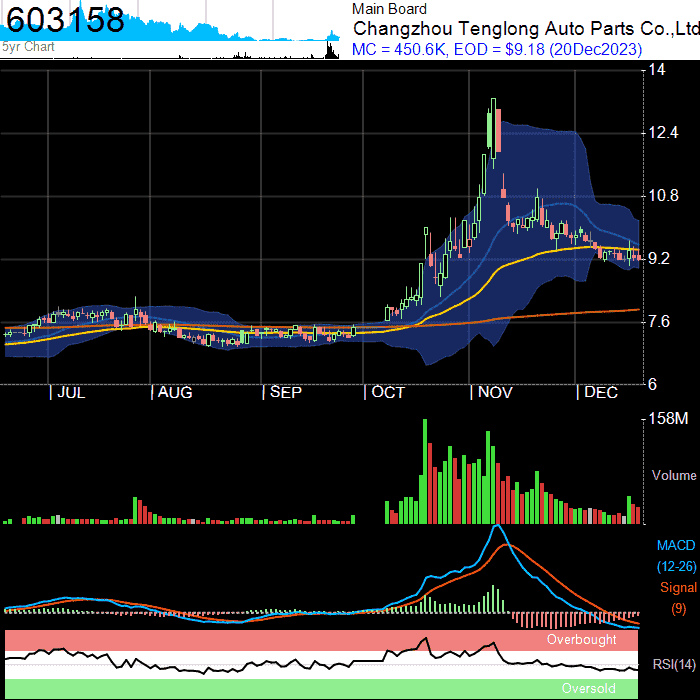 603158
5yr Chart
Main Board
Changzhou Tenglong Auto Parts Co.,Ltd
MC = 450.6K, EOD = $9.18 (20Dec2023)
14
12.4
10.8
9.2
7.6
6
JUL AUG SEP OCT NOV DEC
158M
Volume
MACD
(12-26)
Signal
(9)
Overbought
RSI(14)
Oversold